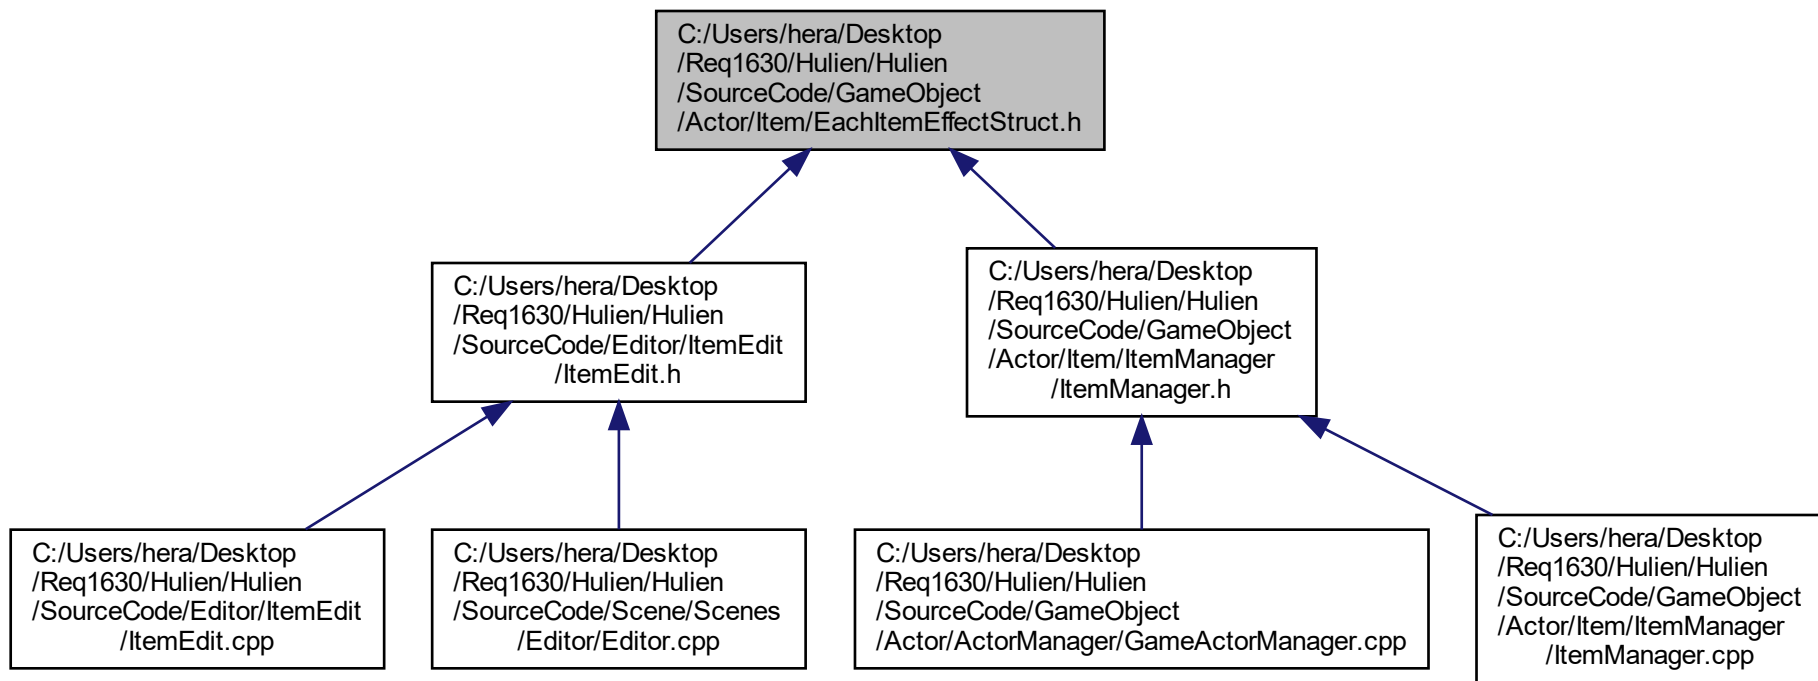 C:/Users/hera/Desktop
/Req1630/Hulien/Hulien
/SourceCode/GameObject
/Actor/Item/EachItemEffectStruct.h
C:/Users/hera/Desktop
/Req1630/Hulien/Hulien
/SourceCode/Editor/ItemEdit
/ItemEdit.h
C:/Users/hera/Desktop
/Req1630/Hulien/Hulien
/SourceCode/GameObject
/Actor/Item/ItemManager
/ItemManager.h
C:/Users/hera/Desktop
/Req1630/Hulien/Hulien
/SourceCode/Editor/ItemEdit
/ItemEdit.cpp
C:/Users/hera/Desktop
/Req1630/Hulien/Hulien
/SourceCode/Scene/Scenes
/Editor/Editor.cpp
C:/Users/hera/Desktop
/Req1630/Hulien/Hulien
/SourceCode/GameObject
/Actor/ActorManager/GameActorManager.cpp
C:/Users/hera/Desktop
/Req1630/Hulien/Hulien
/SourceCode/GameObject
/Actor/Item/ItemManager
/ItemManager.cpp